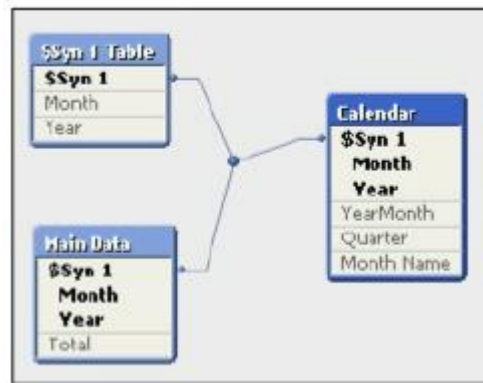 $Syn 1 Table
$Syn 1
Month
Year
Calendar
$Syn 1
Month
Year
YearMonth
Quarter
Month Name
Main Data
$Syn 1
Month
Year
Total